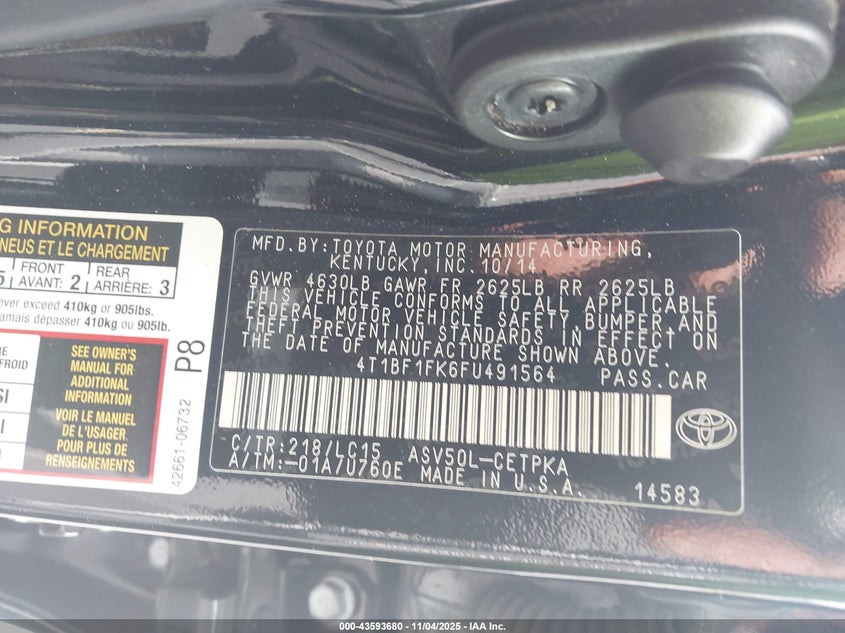 G INFORMATION
NEUS ET LE CHARGEMENT
5 FRONT AVANT: 2 REAR ARRIÈRE: 3
ever exceed 410kg or 905lbs.
amais dépasser 410kg ou 905lb.
SEE OWNER'S
MANUAL FOR
ADDITIONAL
INFORMATION
VOIR LE MANUEL
DE L'USAGER
POUR PLUS DE
RENSEIGNEMENTS
FROID
P8
42661-06732
MFD. BY: TOYOTA MOTOR MANUFACTURING,
KENTUCKY, INC. 10/14
GVWR 4630LB GAWR FR 2625LB RR 2625LB
THIS VEHICLE CONFORMS TO ALL APPLICABLE
FEDERAL MOTOR VEHICLE SAFETY, BUMPER, AND
THEFT PREVENTION STANDARDS IN EFFECT ON
THE DATE OF MANUFACTURE SHOWN ABOVE.
4T1BF1FK6FU491564 PASS. CAR
C/TR: 218/LC15 ASV50L-CETPKA
A/TM: -01A/U760E MADE IN U.S.A.
14583
000-43593680 - 11/04/2025 - IAA Inc.